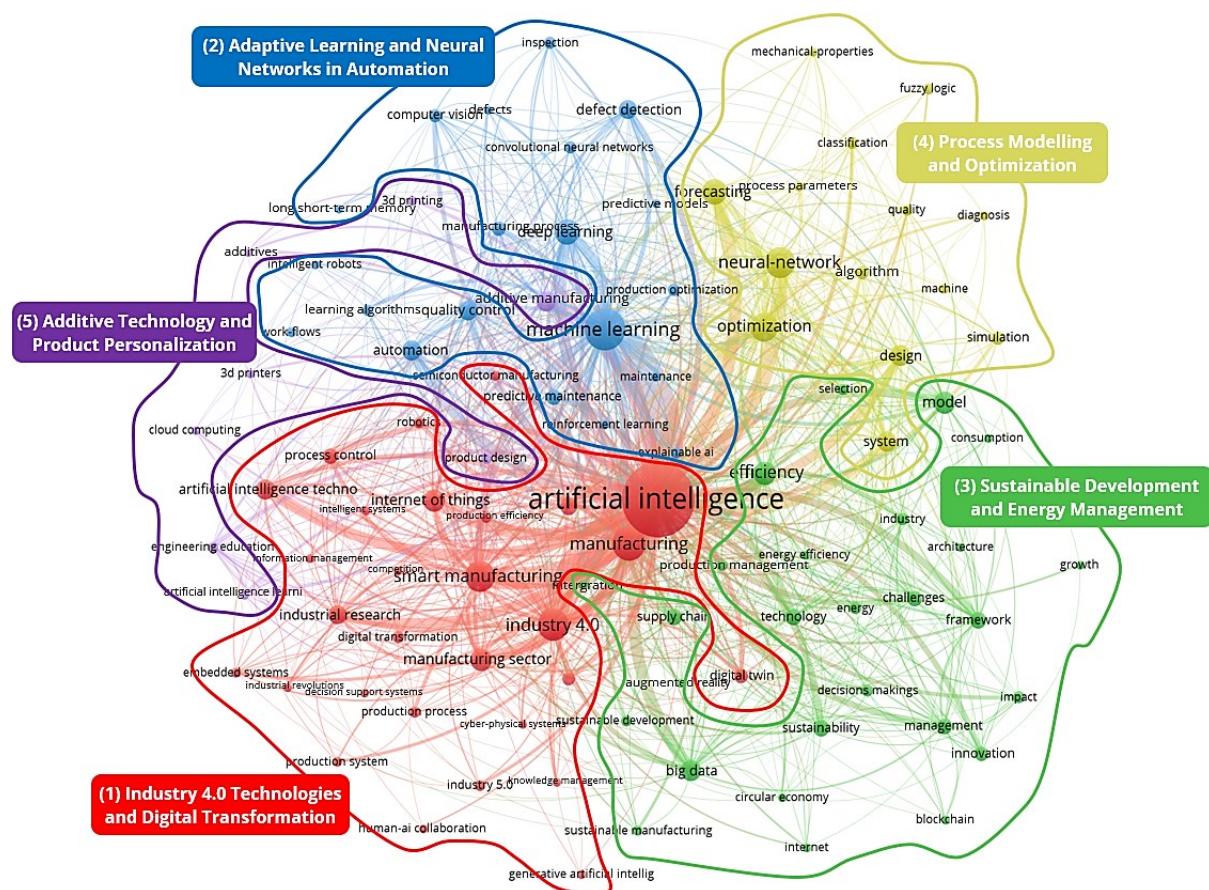 inspection
(2) Adaptive Learning and Neural
Networks in Automation
mechanical-properties
fuzzy logic
computer vision
defects
defect detection
classification
(4) Process Modelling
and Optimization
convolutional neural networks
forecasting
process parameters
3d printing
predictive models
long short-term memory
quality
diagnosis
manufacturing process
deep learning
additives
intelligent robots
neural-network
algorithm
machine
production optimization
additive manufacturing
learning algorithms
quality control
(5) Additive Technology and
Product Personalization
work-flows
machine learning
optimization
simulation
automation
design
3d printers
semiconductor manufacturing
maintenance
selection
predictive maintenance
model
cloud computing
robotics
reinforcement learning
system
consumption
process control
product design
explainable ai
efficiency
(3) Sustainable Development
and Energy Management
artificial intelligence techno
internet of things
artificial intelligence
intelligent systems
production efficiency
industry
engineering education
information management
manufacturing
energy efficiency
architecture
production management
growth
competition
smart manufacturing
intergration
artificial intelligence learni
challenges
industrial research
industry 4.0
supply chain
technology
energy
framework
digital transformation
manufacturing sector
embedded systems
industrial revolutions
decision support systems
augmented reality
digital twin
decisions makings
impact
production process
cyber-physical systems
sustainable development
sustainability
management
innovation
production system
industry 5.0
knowledge management
big data
(1) Industry 4.0 Technologies
and Digital Transformation
circular economy
blockchain
human-ai collaboration
sustainable manufacturing
internet
generative artificial intellig